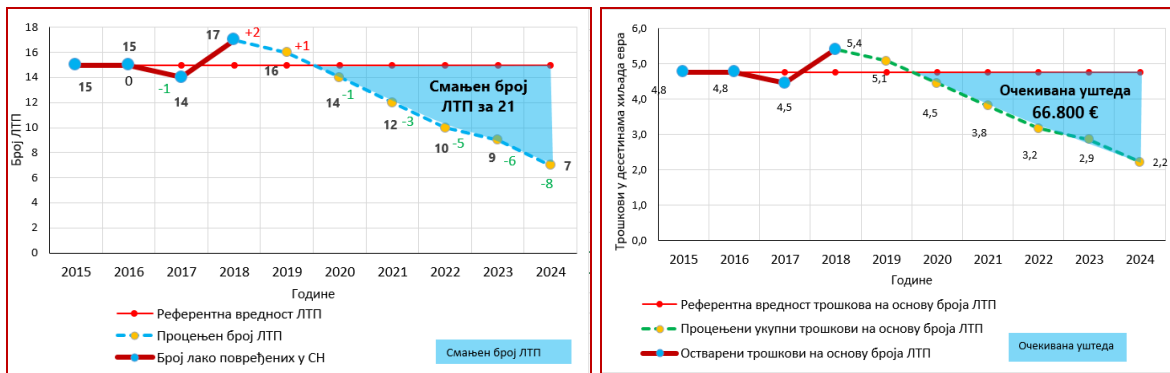 Број ЛТП
18
16
14
12
10
8
6
4
2
0
15
15
0
-1
14
17
+2
+1
16
14
-1
12
-3
10
-5
9
-6
7
-8
Смањен број
ЛТП за 21
2015 2016 2017 2018 2019 2020 2021 2022 2023 2024
Године
Референтна вредност ЛТП
Процењен број ЛТП
Број лако повређених у СН
Смањен број ЛТП
Трошкови у десетинама хиљада евра
6,0
5,0
4,0
3,0
2,0
1,0
0,0
4,8
4,8
4,5
5,4
5,1
4,5
3,8
3,2
2,9
2,2
Очекивана уштеда
66.800 €
2015 2016 2017 2018 2019 2020 2021 2022 2023 2024
Године
Референтна вредност трошкова на основу броја ЛТП
Процењени укупни трошкови на основу броја ЛТП
Остварени трошкови на основу броја ЛТП
Очекивана уштеда